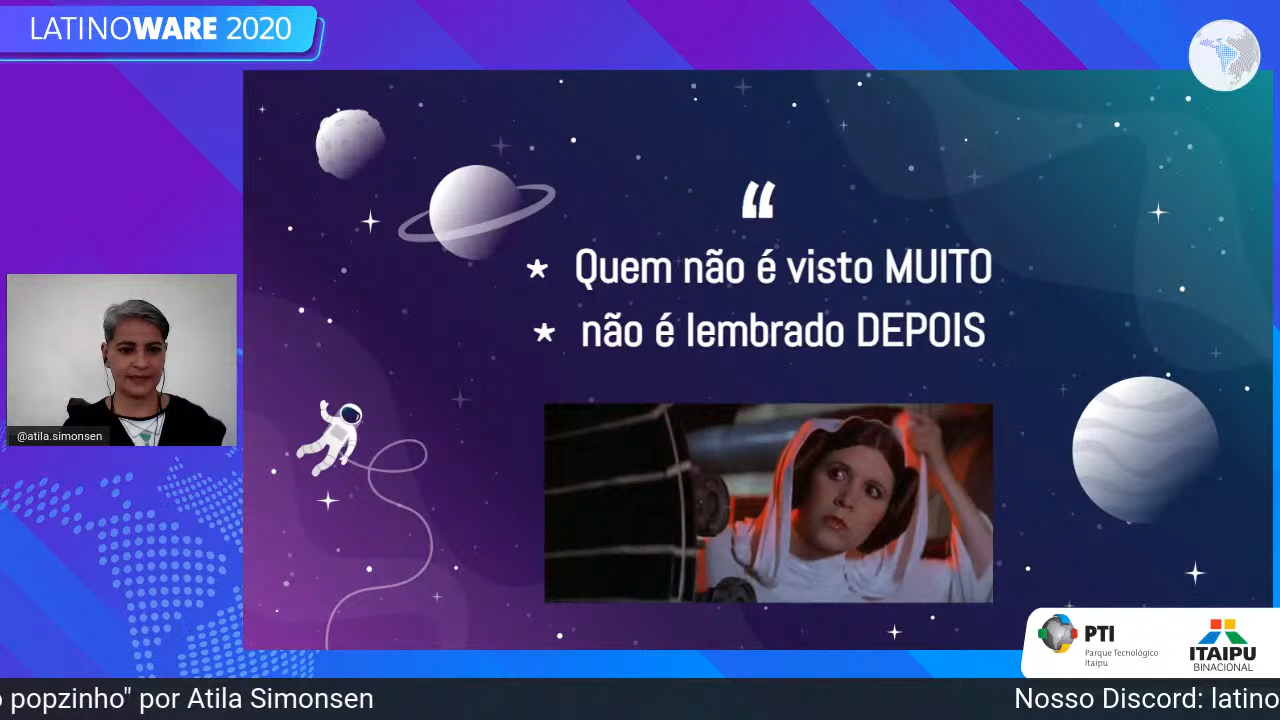 LATINOWARE 2020
“
* Quem não é visto MUITO
* não é lembrado DEPOIS
@atila.simonsen
PTI
Parque Tecnológico
Itaipu
ITAIPU
BINACIONAL
o popzinho" por Atila Simonsen
Nosso Discord: latino